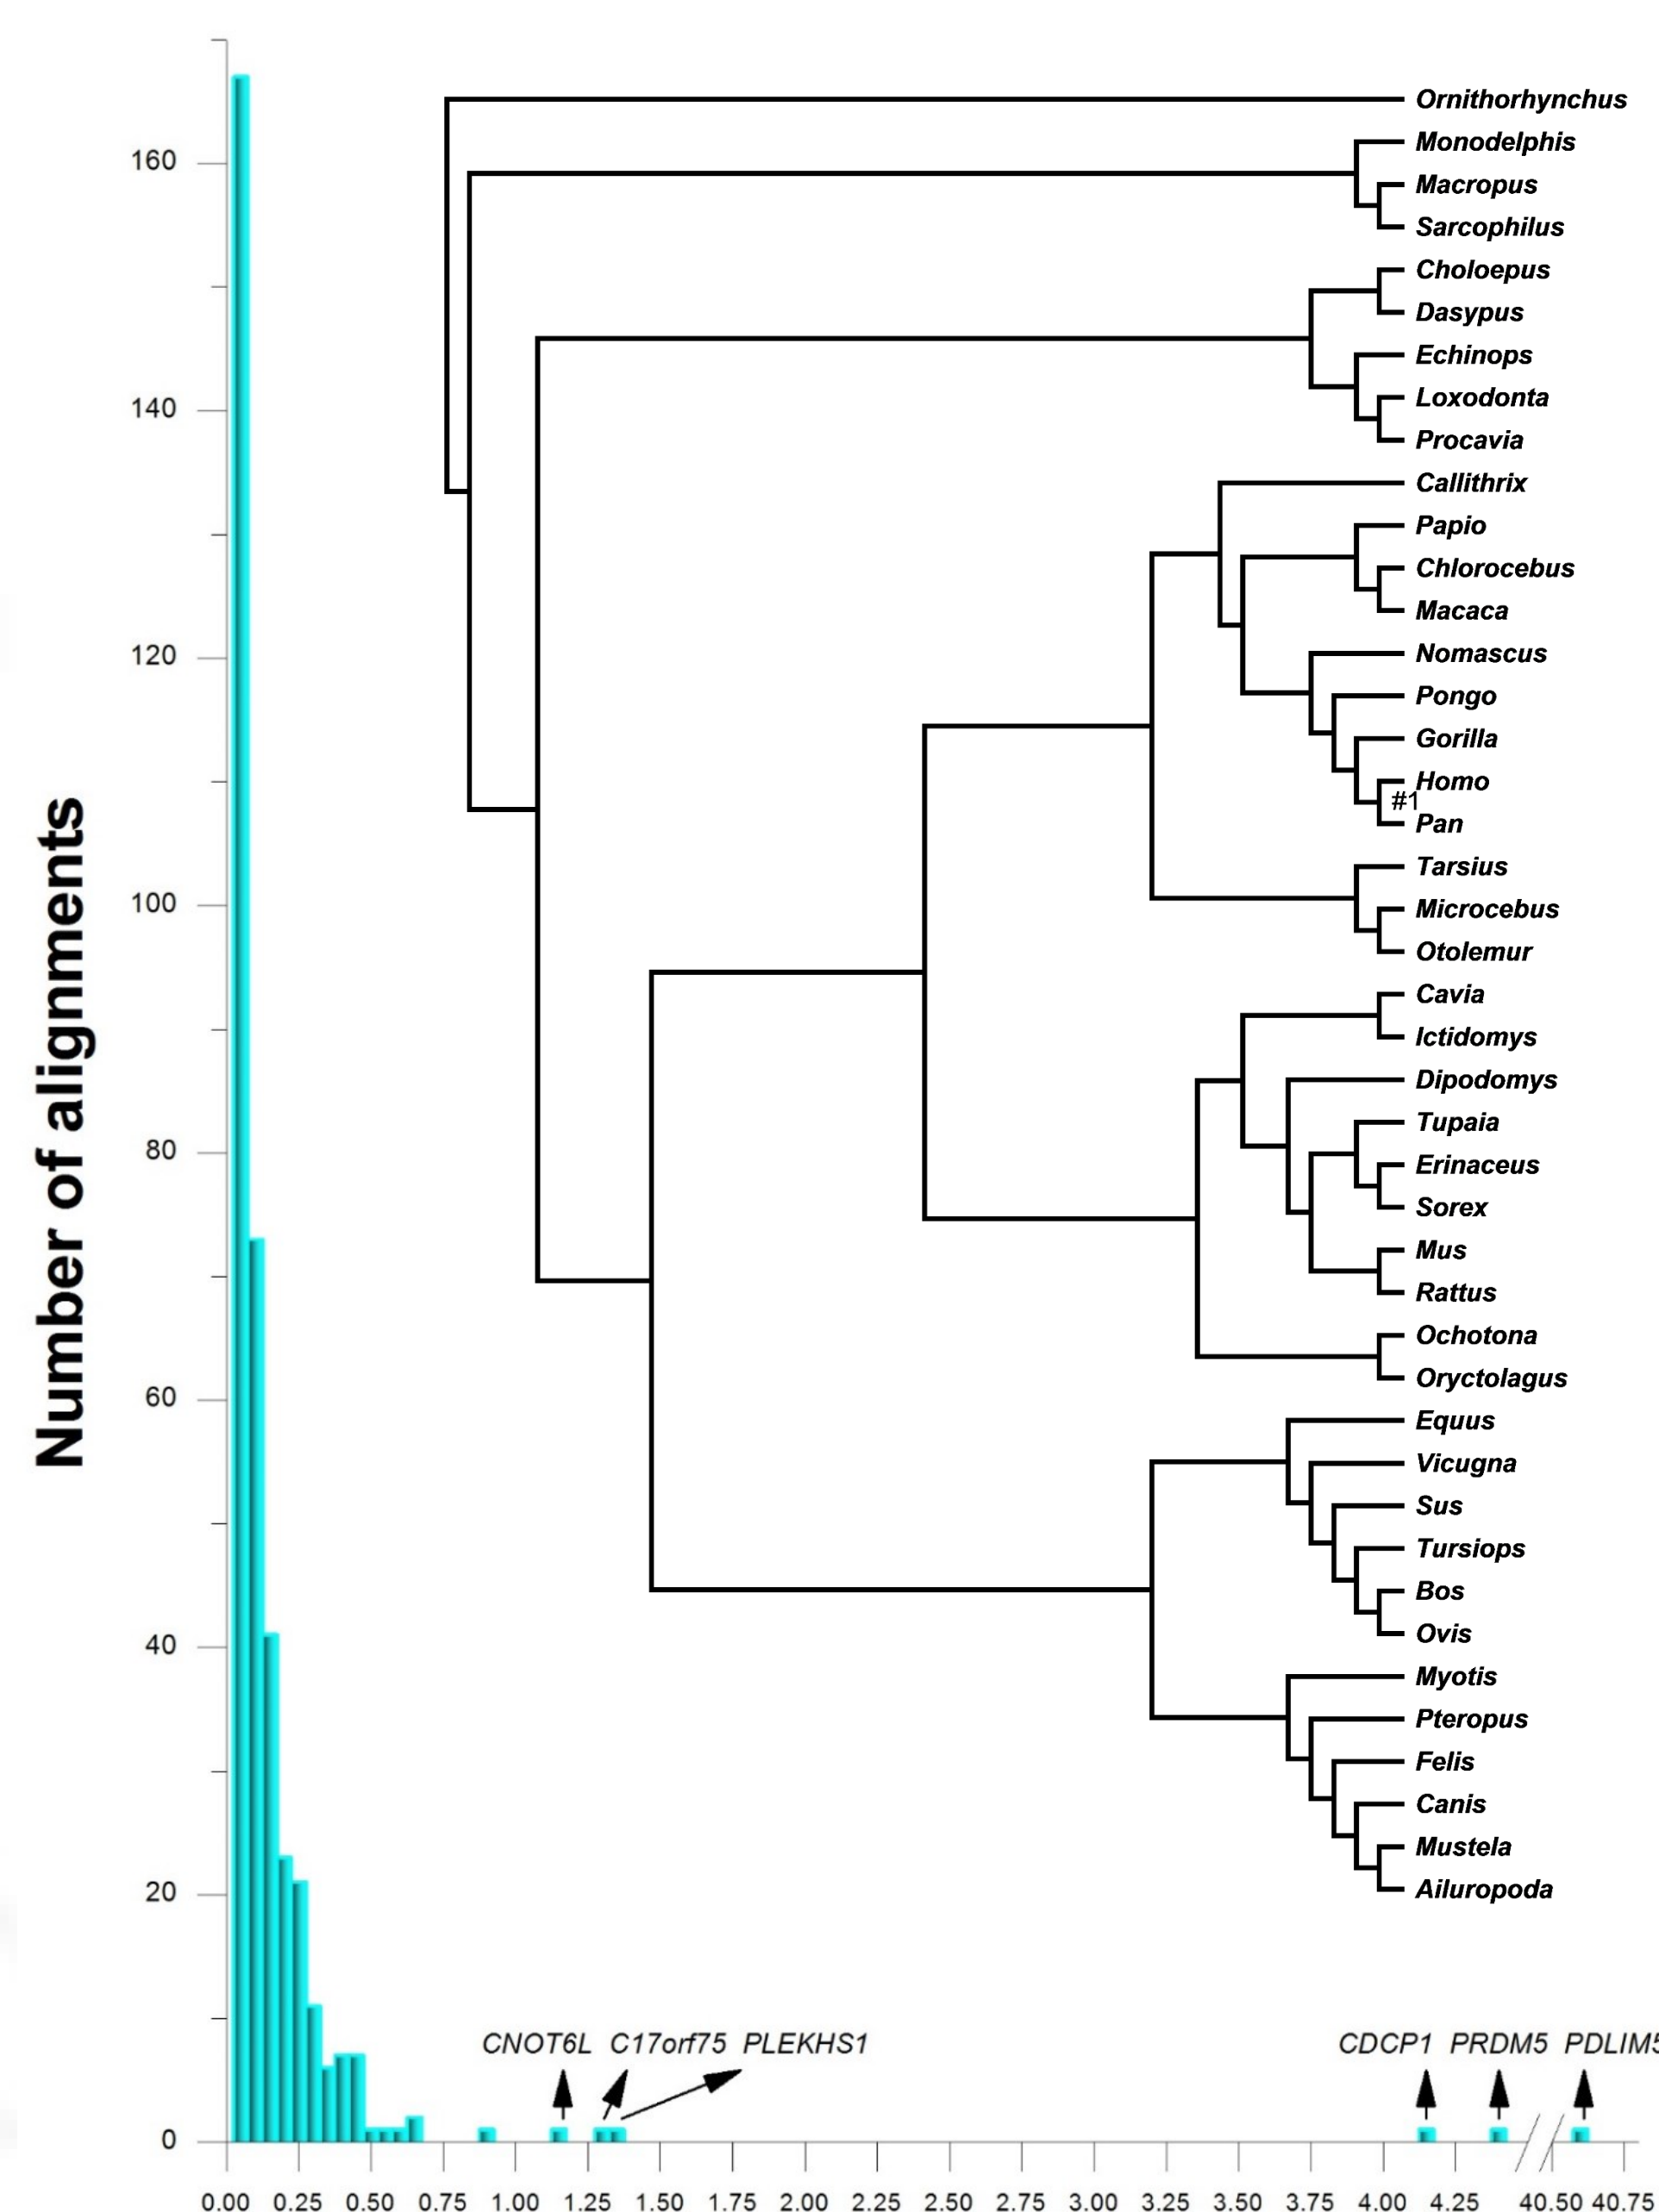 Number of alignments
160
140
120
100
80
60
40
20
0
Ornithorhynchus
Monodelphis
Macropus
Sarcophilus
Choloepus
Dasypus
Echinops
Loxodonta
Procavia
Callithrix
Papio
Chlorocebus
Macaca
Nomascus
Pongo
Gorilla
Homo
#1
Pan
Tarsius
Microcebus
Otolemur
Cavia
Ictidomys
Dipodomys
Tupaia
Erinaceus
Sorex
Mus
Rattus
Ochotona
Oryctolagus
Equus
Vicugna
Sus
Tursiops
Bos
Ovis
Myotis
Pteropus
Felis
Canis
Mustela
Ailuropoda
CNOT6L C17orf75 PLEKHS1 CDCP1 PRDM5 PDLIM5
0.00 0.25 0.50 0.75 1.00 1.25 1.50 1.75 2.00 2.25 2.50 2.75 3.00 3.25 3.50 3.75 4.00 4.25 40.50 40.75